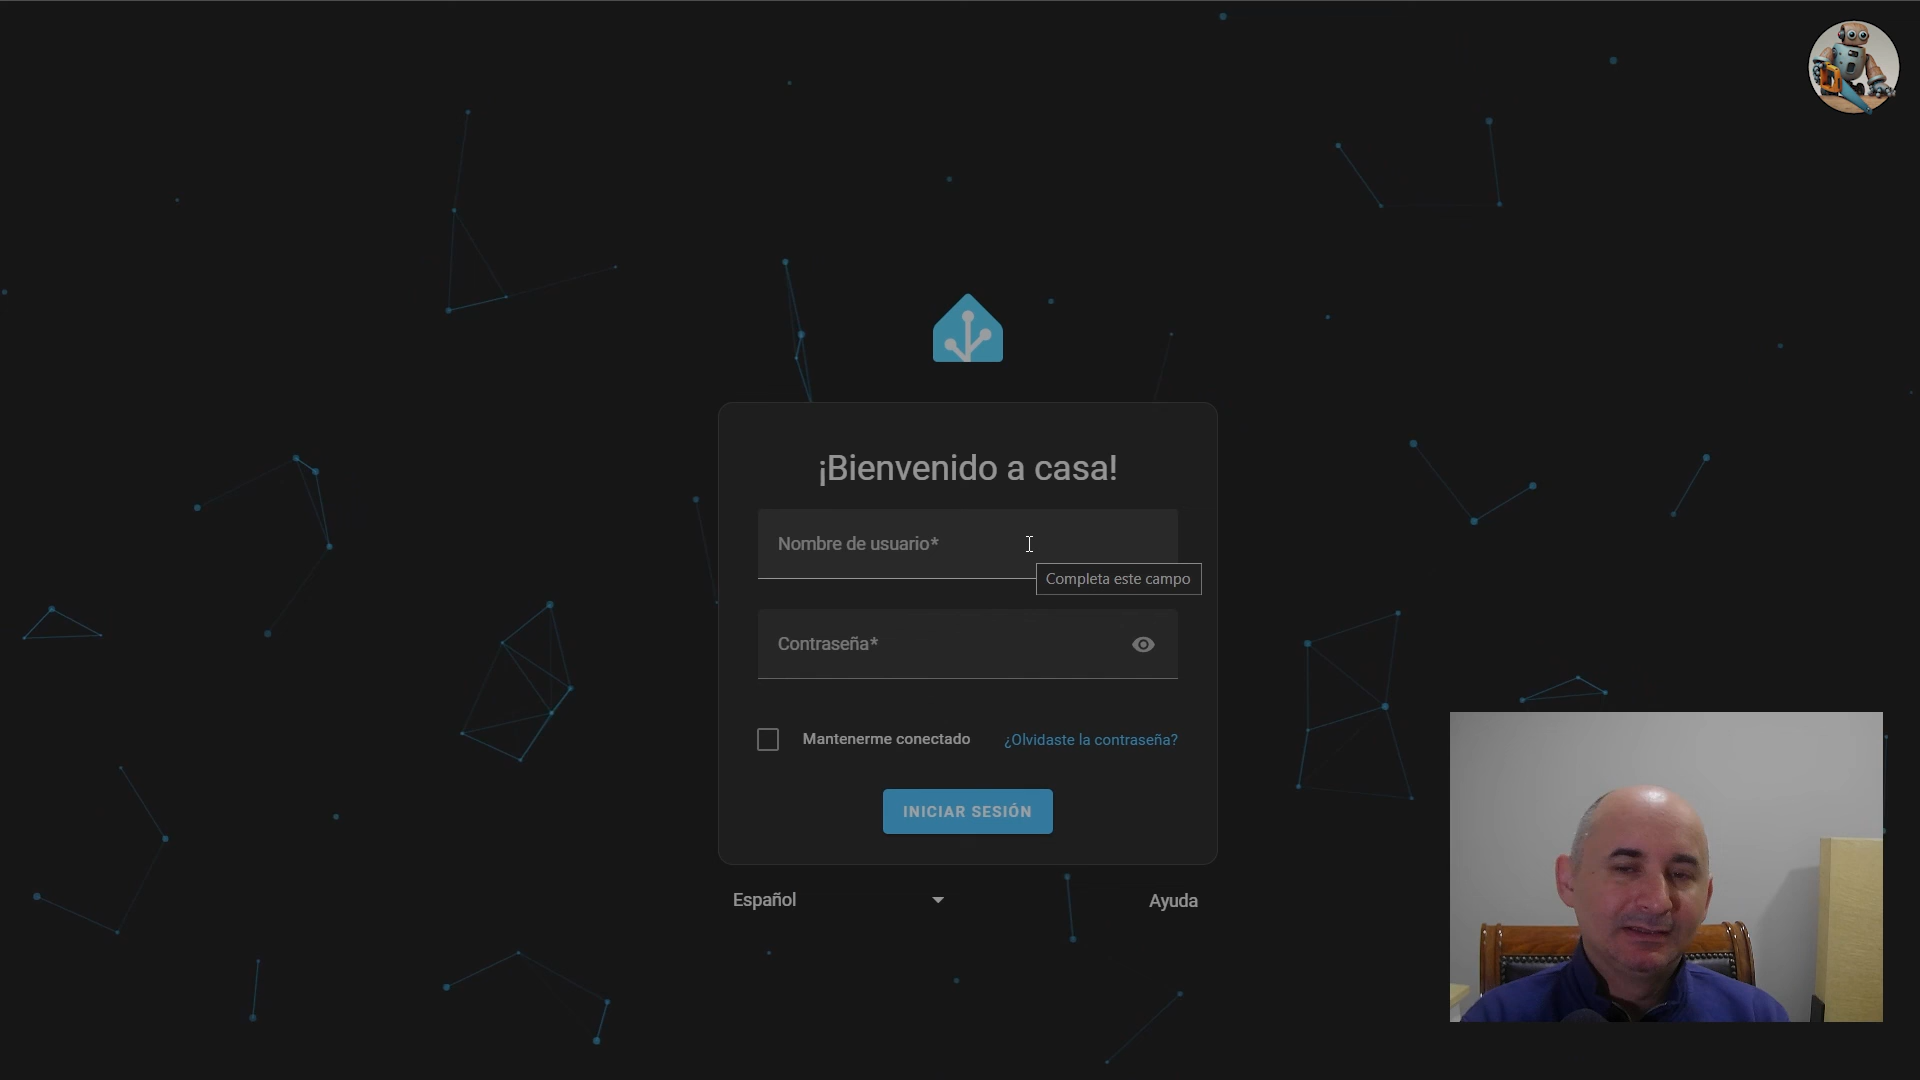 ¡Bienvenido a casa!
Nombre de usuario*
Completa este campo
Contraseña*
Mantenerme conectado
¿Olvidaste la contraseña?
INICIAR SESIÓN
Español
Ayuda